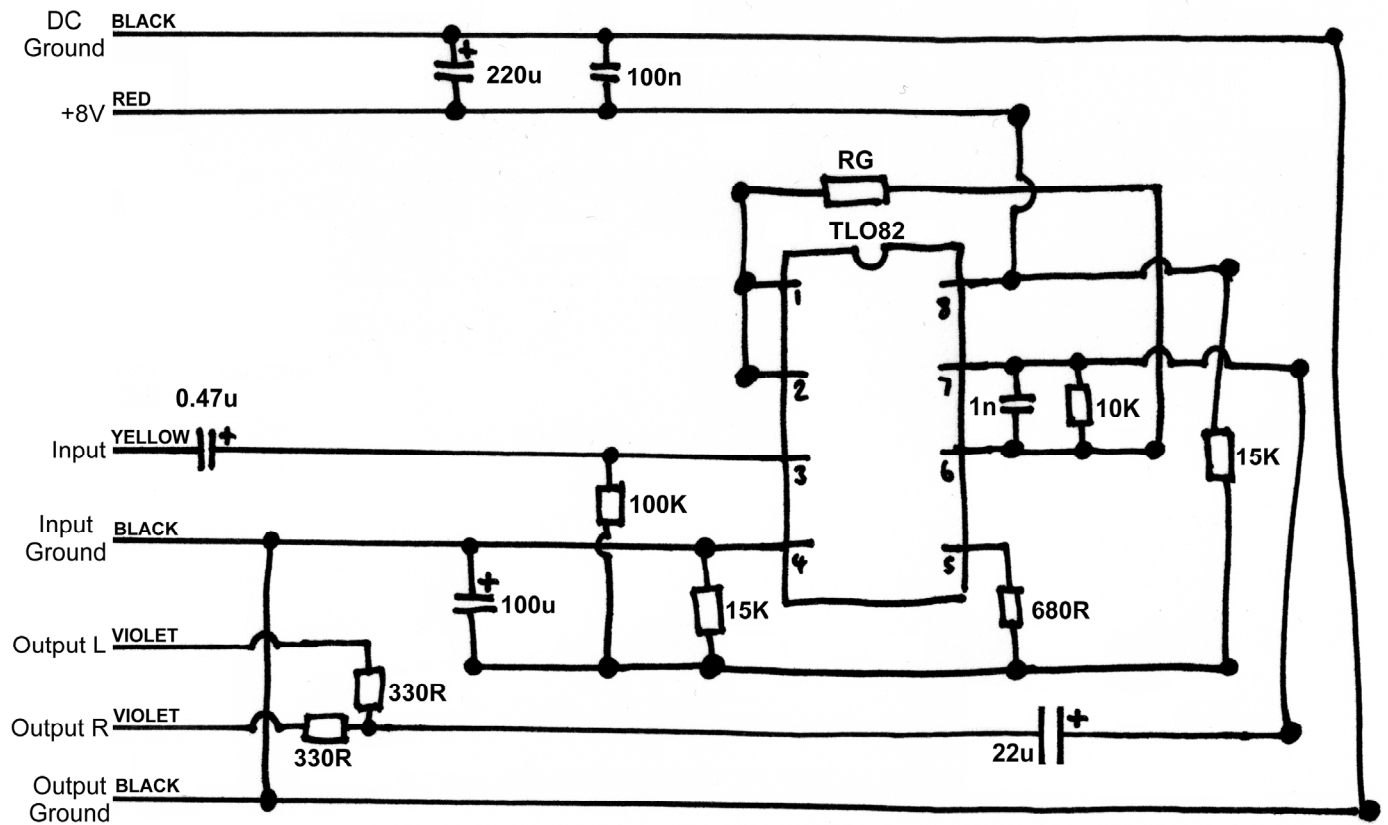 DC Ground BLACK
+
220u
100n
+8V RED
RG
TLO82
1
8
2
7
1n
10K
0.47u
Input YELLOW
+
3
6
15K
100K
Input Ground BLACK
4
5
+
100u
15K
680R
Output L VIOLET
330R
Output R VIOLET
330R
+
22u
Output Ground BLACK